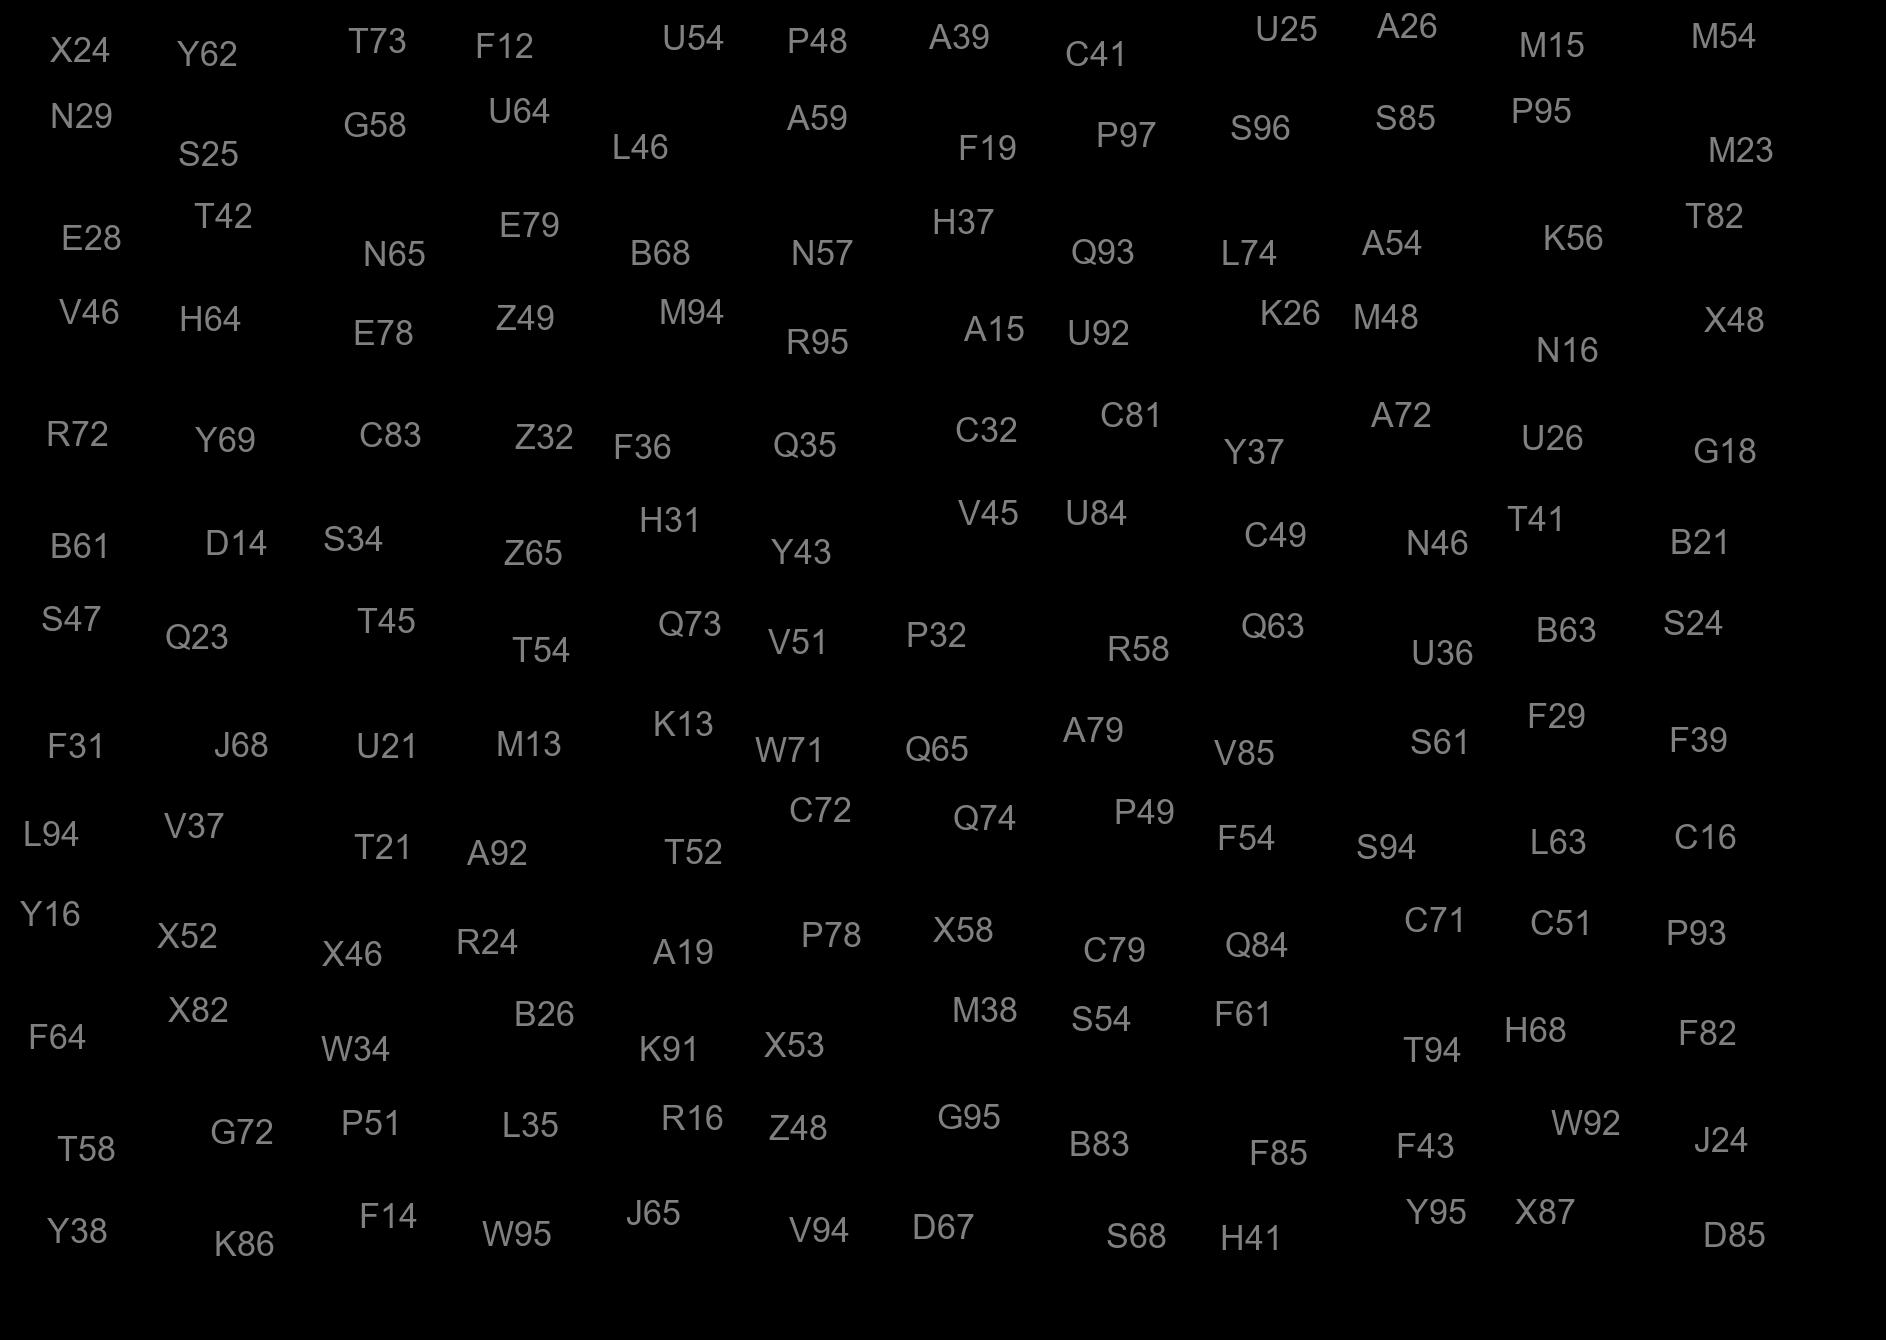 X24 Y62 T73 F12 U54 P48 A39 C41 U25 A26 M15 M54
N29 S25 G58 U64 L46 A59 F19 P97 S96 S85 P95 M23
E28 T42 N65 E79 B68 N57 H37 Q93 L74 A54 K56 T82
V46 H64 E78 Z49 M94 R95 A15 U92 K26 M48 N16 X48
R72 Y69 C83 Z32 F36 Q35 C32 C81 Y37 A72 U26 G18
B61 D14 S34 Z65 H31 Y43 V45 U84 C49 N46 T41 B21
S47 Q23 T45 T54 Q73 V51 P32 R58 Q63 U36 B63 S24
F31 J68 U21 M13 K13 W71 Q65 A79 V85 S61 F29 F39
L94 V37 T21 A92 T52 C72 Q74 P49 F54 S94 L63 C16
Y16 X52 X46 R24 A19 P78 X58 C79 Q84 C71 C51 P93
F64 X82 W34 B26 K91 X53 M38 S54 F61 T94 H68 F82
T58 G72 P51 L35 R16 Z48 G95 B83 F85 F43 W92 J24
Y38 K86 F14 W95 J65 V94 D67 S68 H41 Y95 X87 D85